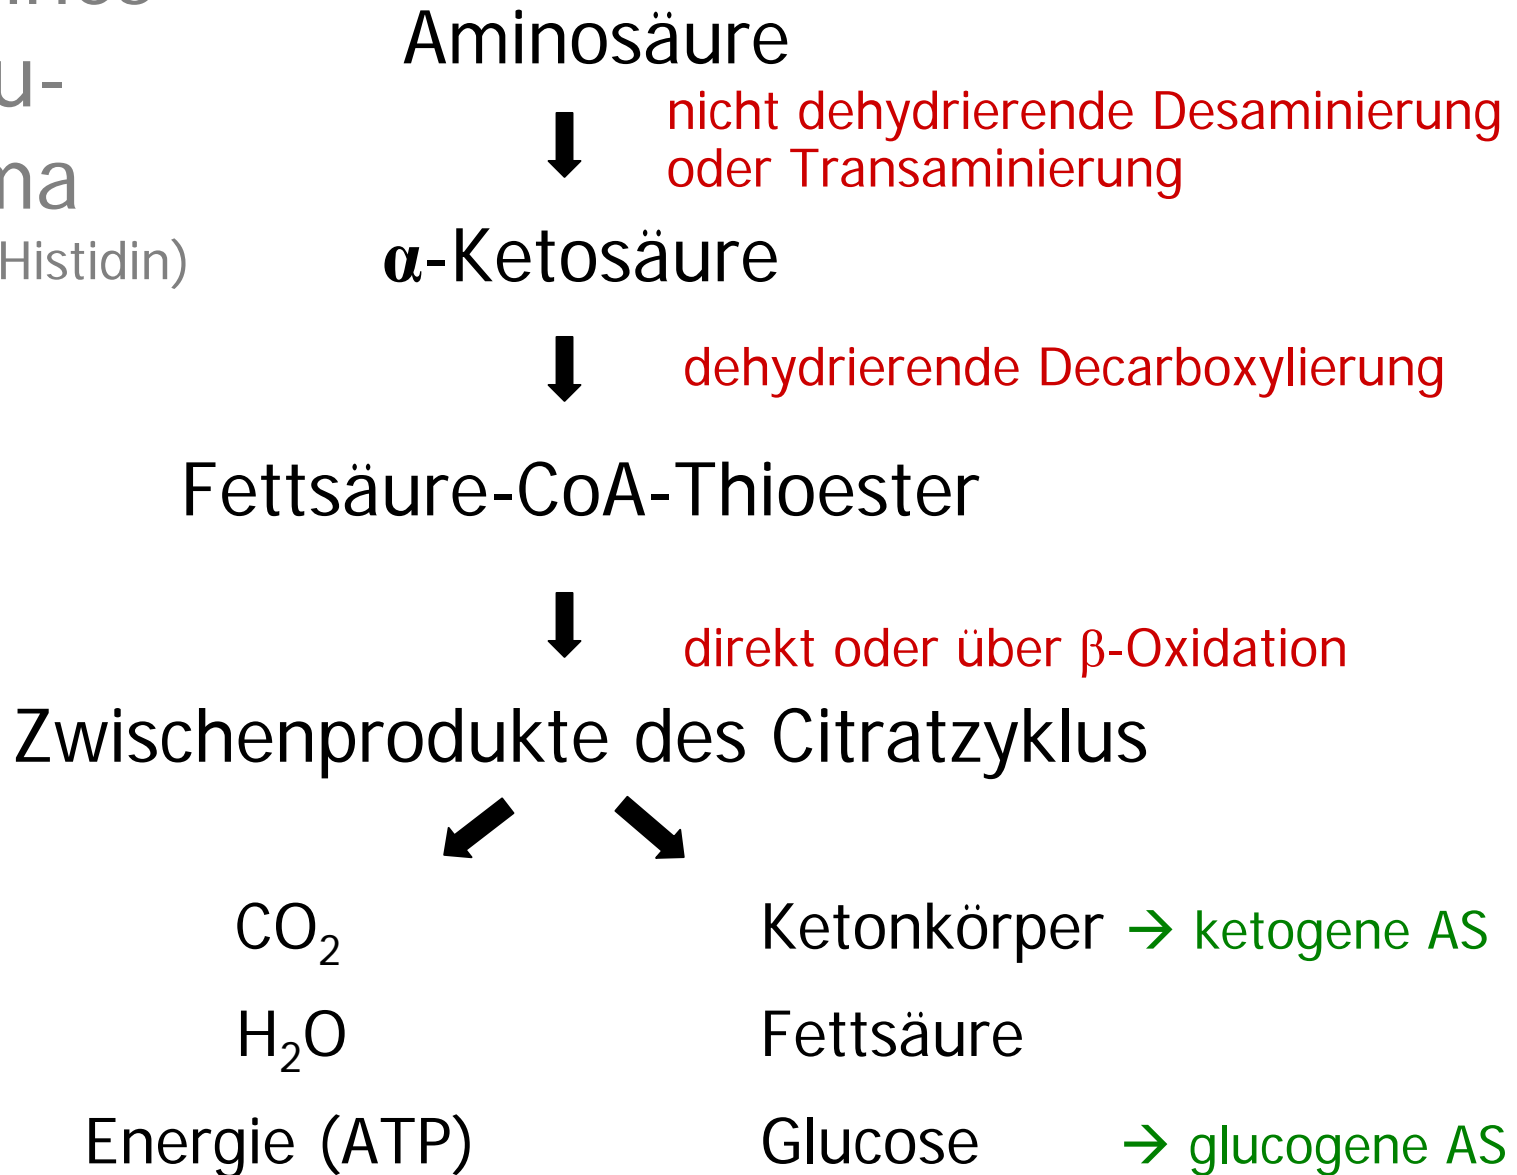 Aminosäure
nicht dehydrierende Desaminierung
oder Transaminierung
Histidin)
α-Ketosäure
dehydrierende Decarboxylierung
Fettsäure-CoA-Thioester
direkt oder über β-Oxidation
Zwischenprodukte des Citratzyklus
CO₂
Ketonkörper → ketogene AS
H₂O
Fettsäure
Energie (ATP)
Glucose → glucogene AS